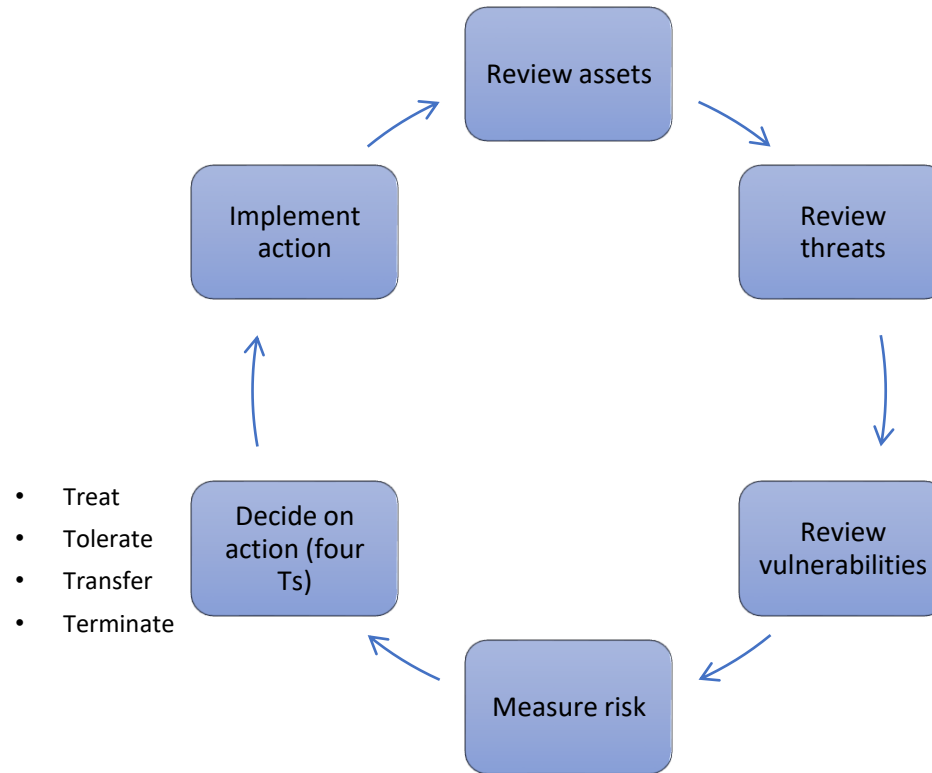 Review assets
Review
threats
Review
vulnerabilities
Measure risk
Decide on
action (four
Ts)
• Treat
• Tolerate
• Transfer
• Terminate
Implement
action